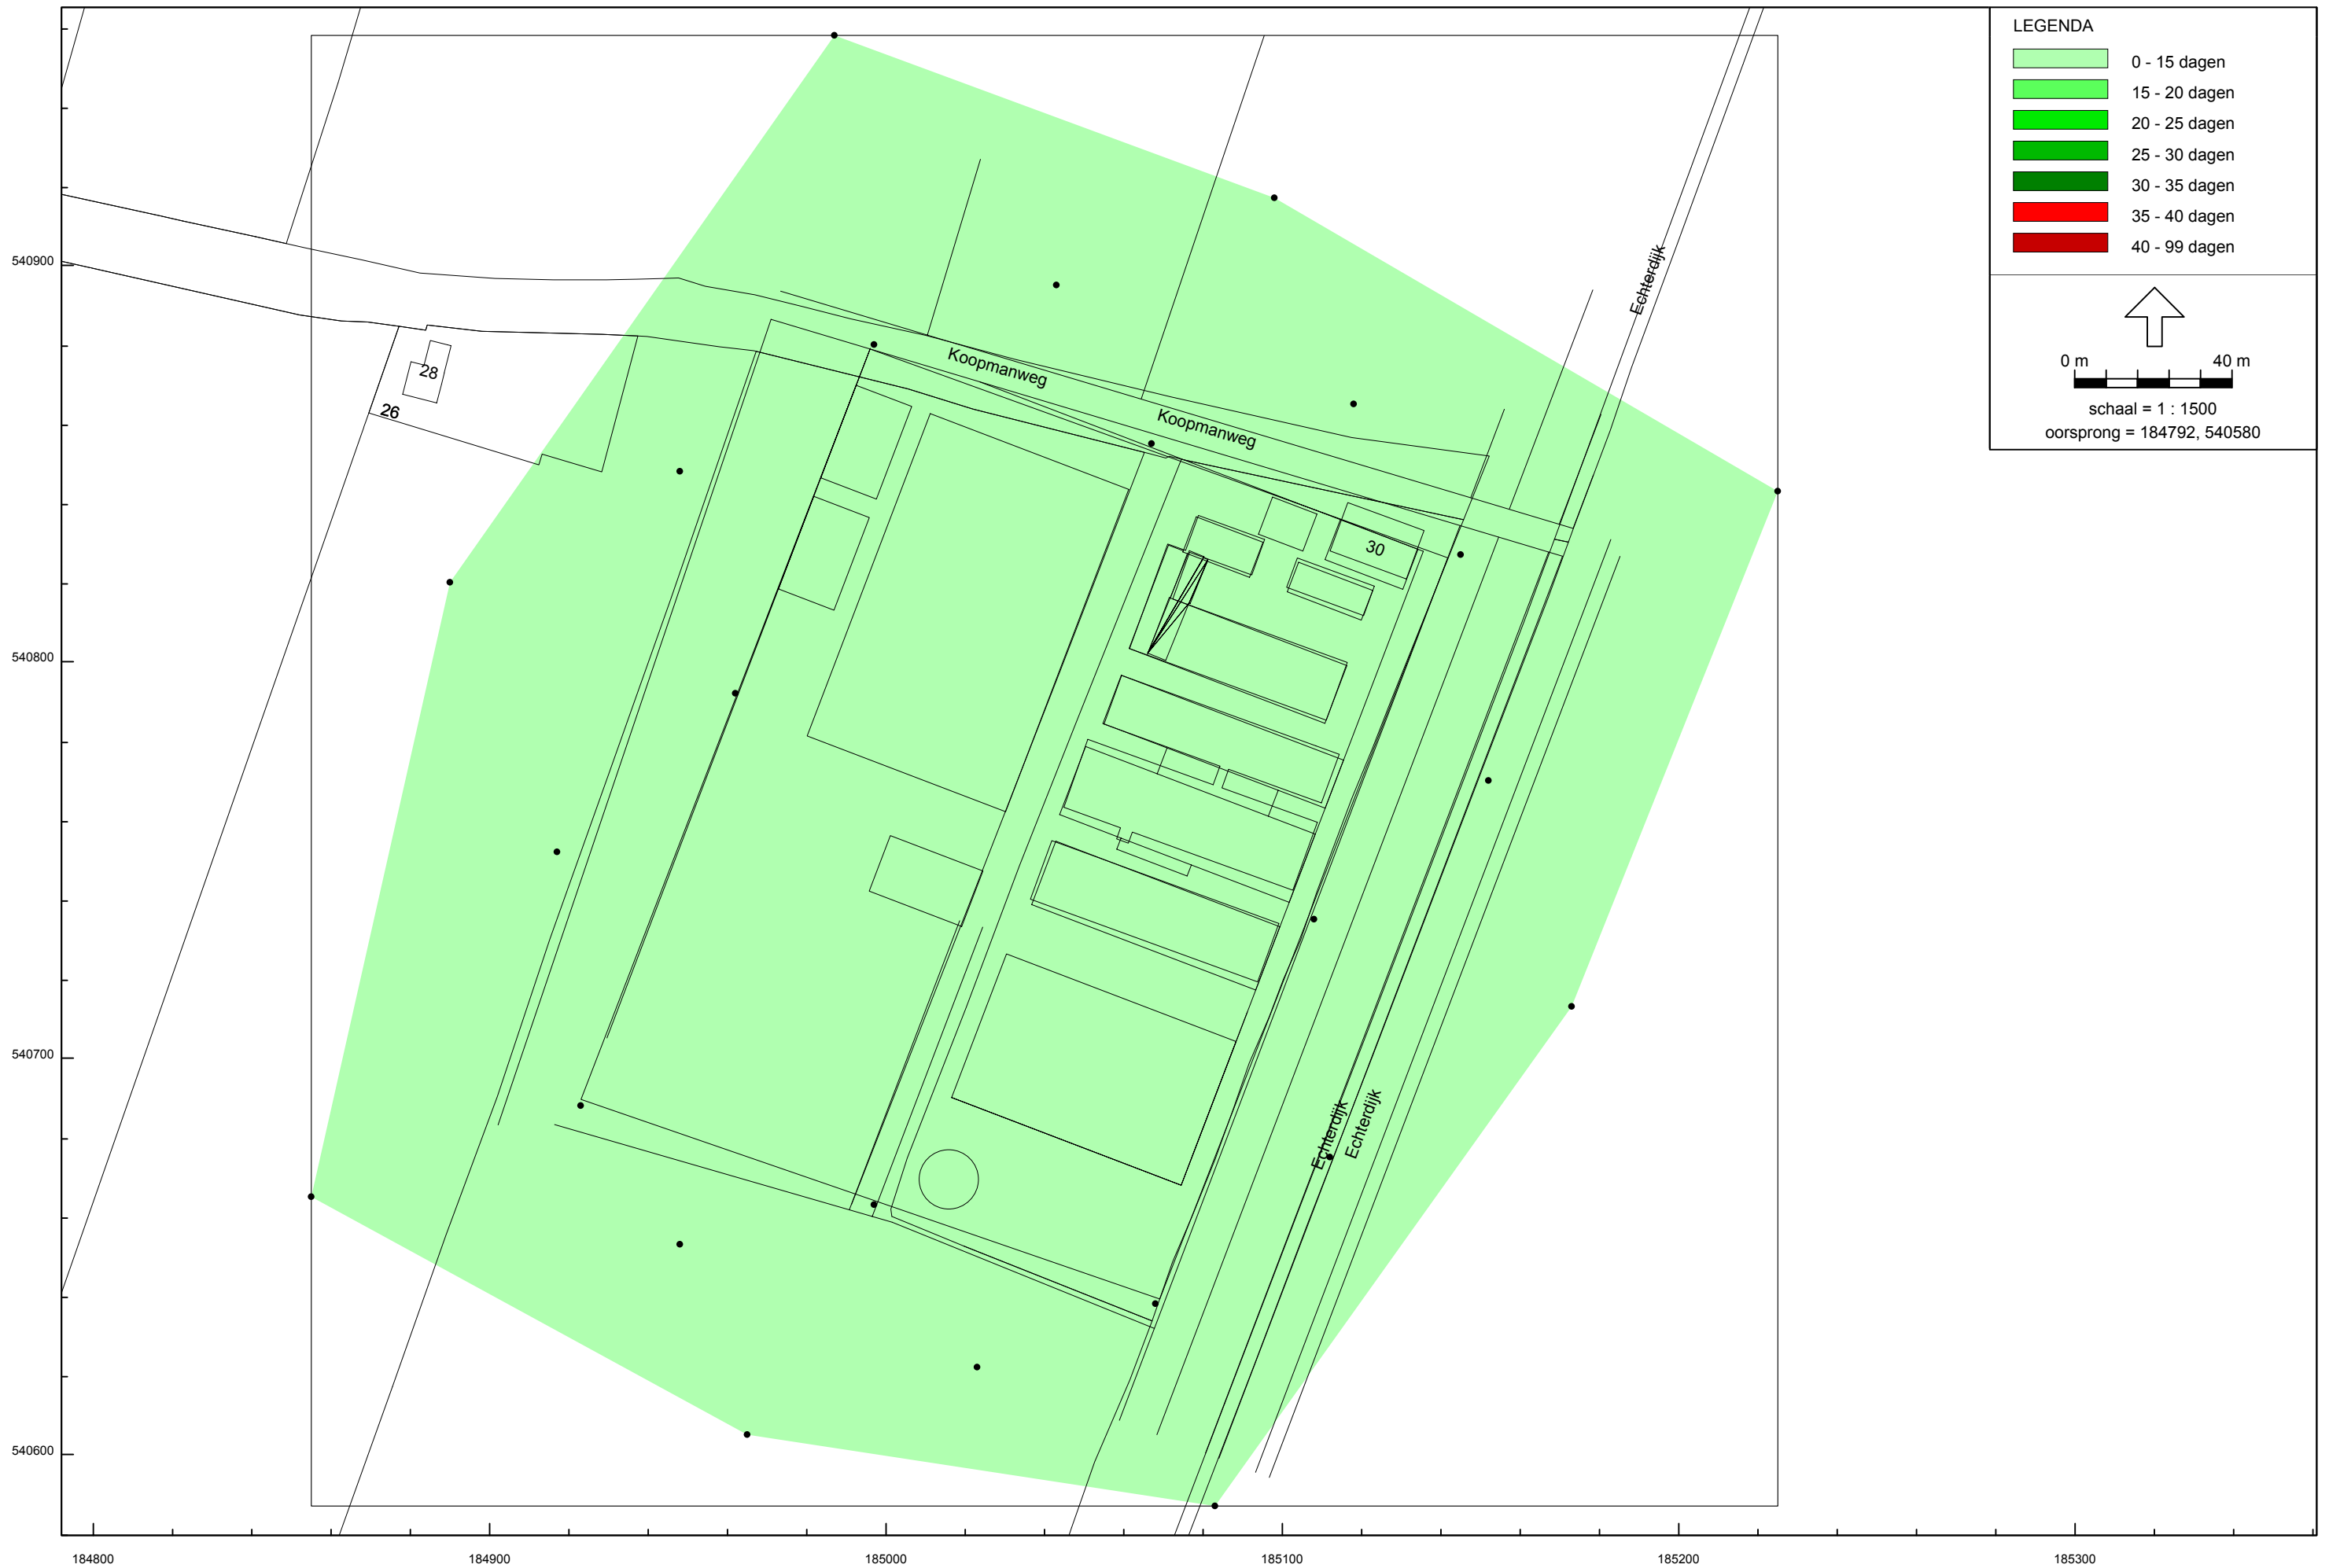 LEGENDA
0 - 15 dagen
15 - 20 dagen
20 - 25 dagen
25 - 30 dagen
30 - 35 dagen
35 - 40 dagen
40 - 99 dagen
0 m 40 m
schaal = 1 : 1500
oorsprong = 184792, 540580
Echterdijk
540900
Koopmanweg
28
26
Koopmanweg
30
540800
540700
Echterdijk
Echterdijk
540600
184800 184900 185000 185100 185200 185300